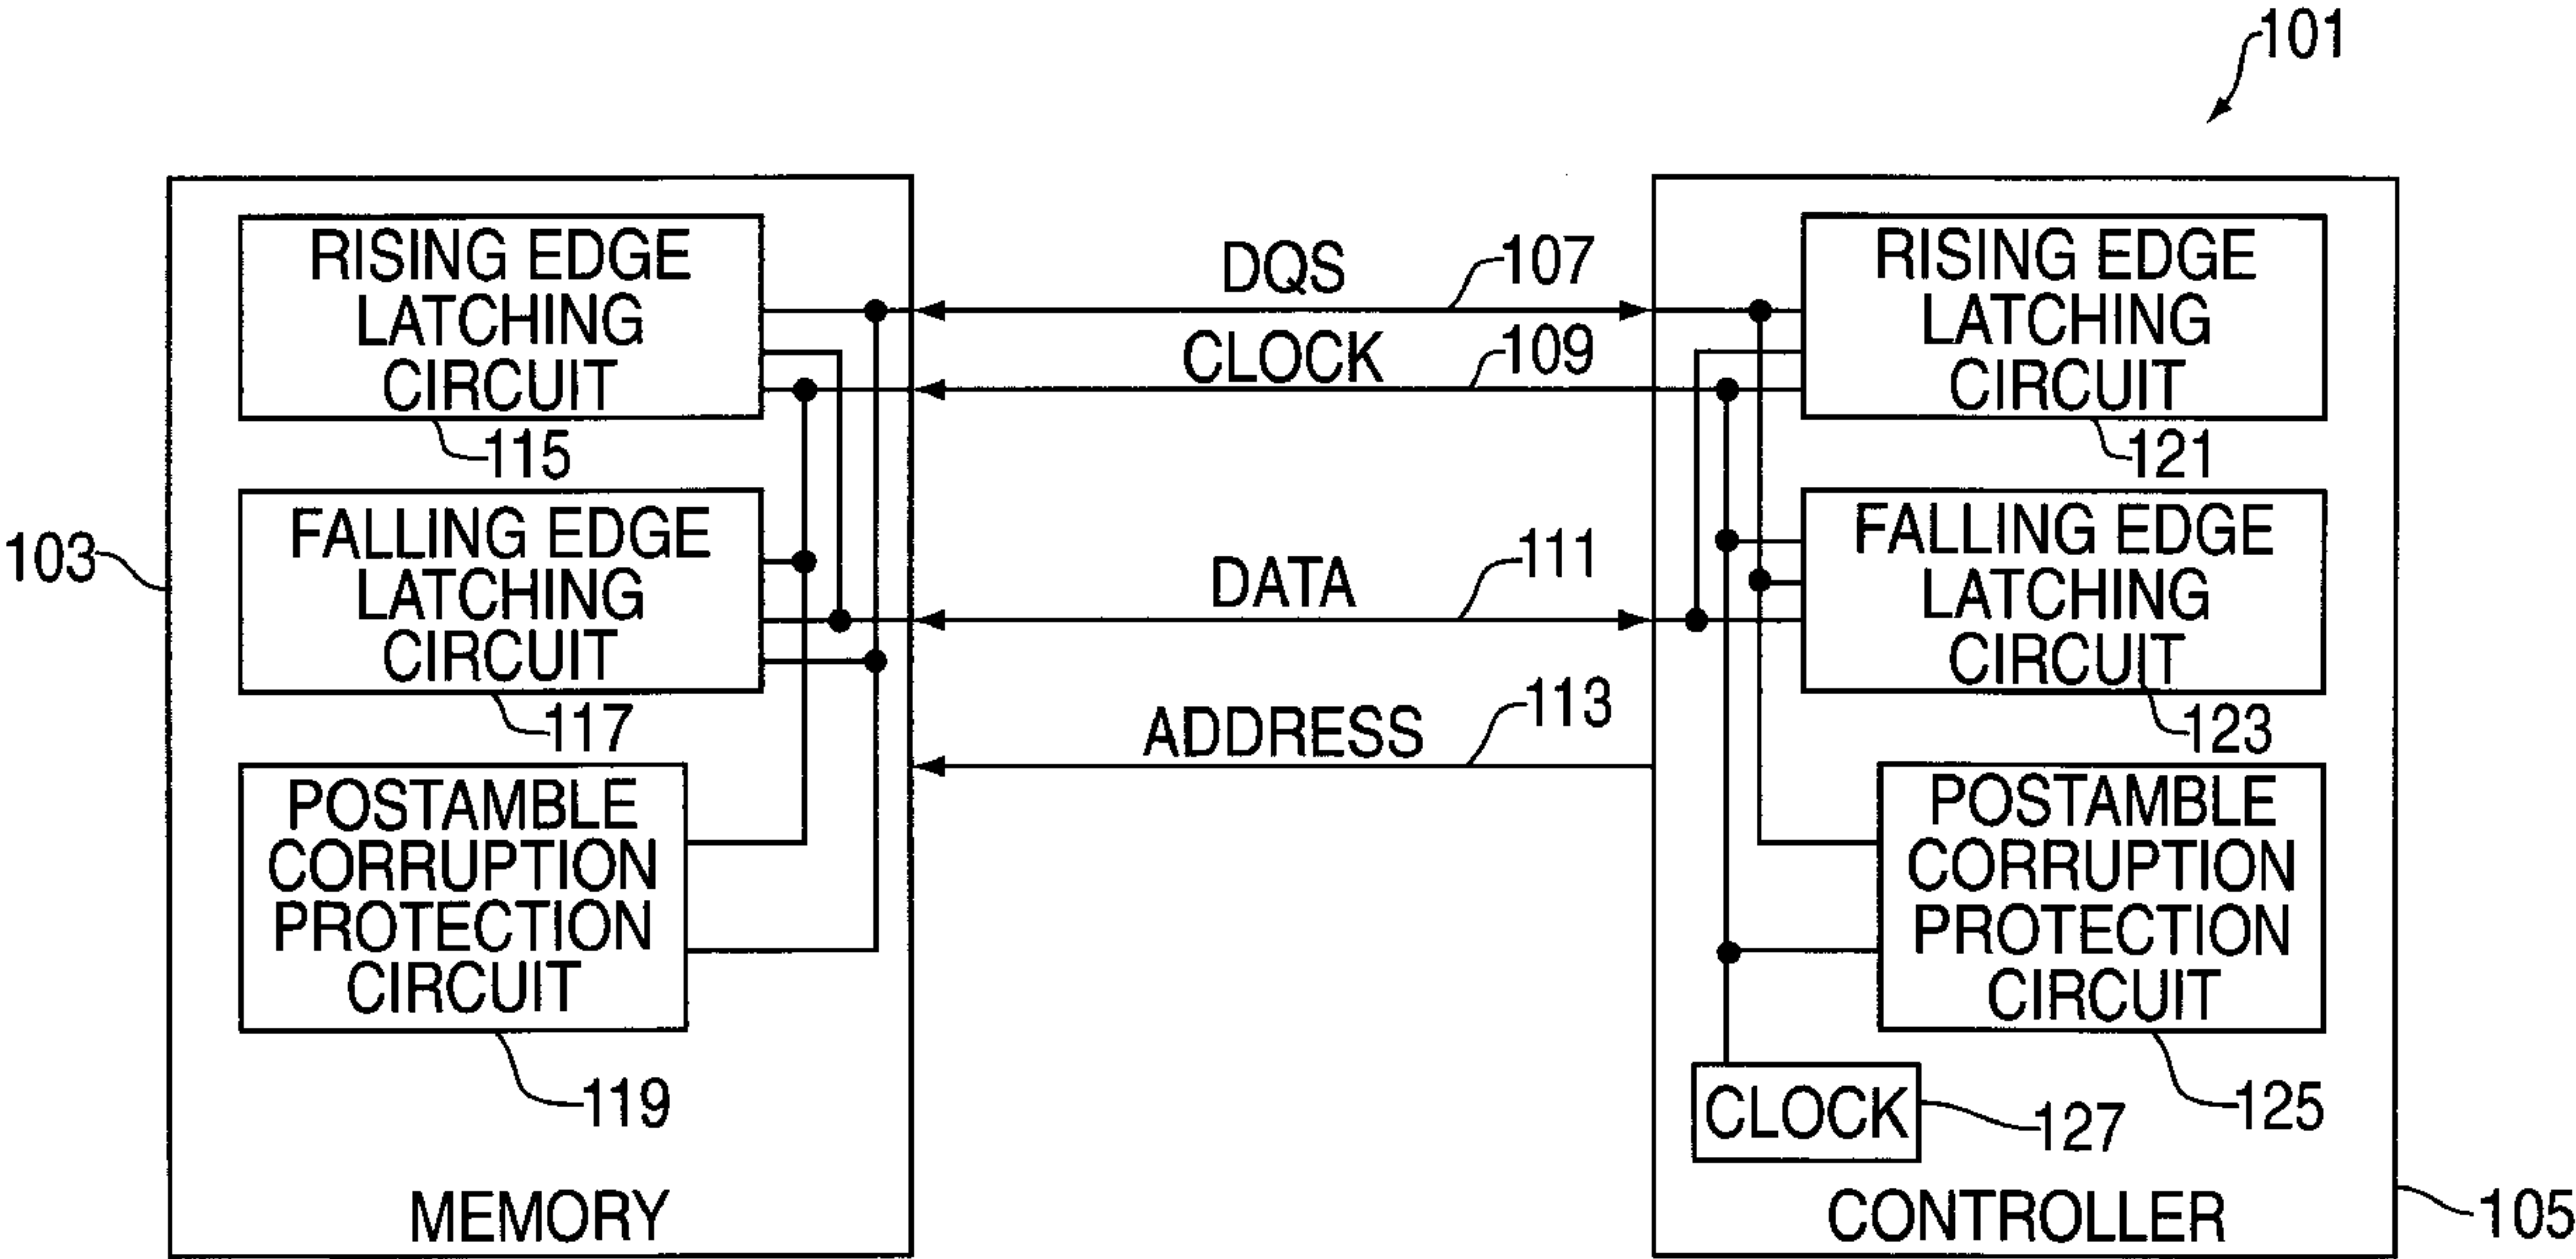 101
RISING EDGE
LATCHING
CIRCUIT
115
FALLING EDGE
LATCHING
CIRCUIT
117
POSTAMBLE
CORRUPTION
PROTECTION
CIRCUIT
119
MEMORY
103
DQS
107
CLOCK
109
DATA
111
ADDRESS
113
RISING EDGE
LATCHING
CIRCUIT
121
FALLING EDGE
LATCHING
CIRCUIT
123
POSTAMBLE
CORRUPTION
PROTECTION
CIRCUIT
125
CLOCK
127
CONTROLLER
105